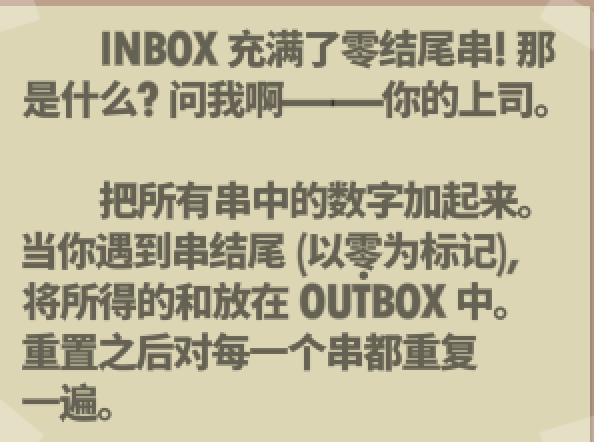 INBOX 充满了零结尾串! 那
是什么? 问我啊———你的上司。
把所有串中的数字加起来。
当你遇到串结尾 (以零为标记),
将所得的和放在 OUTBOX 中。
重置之后对每一个串都重复
一遍。